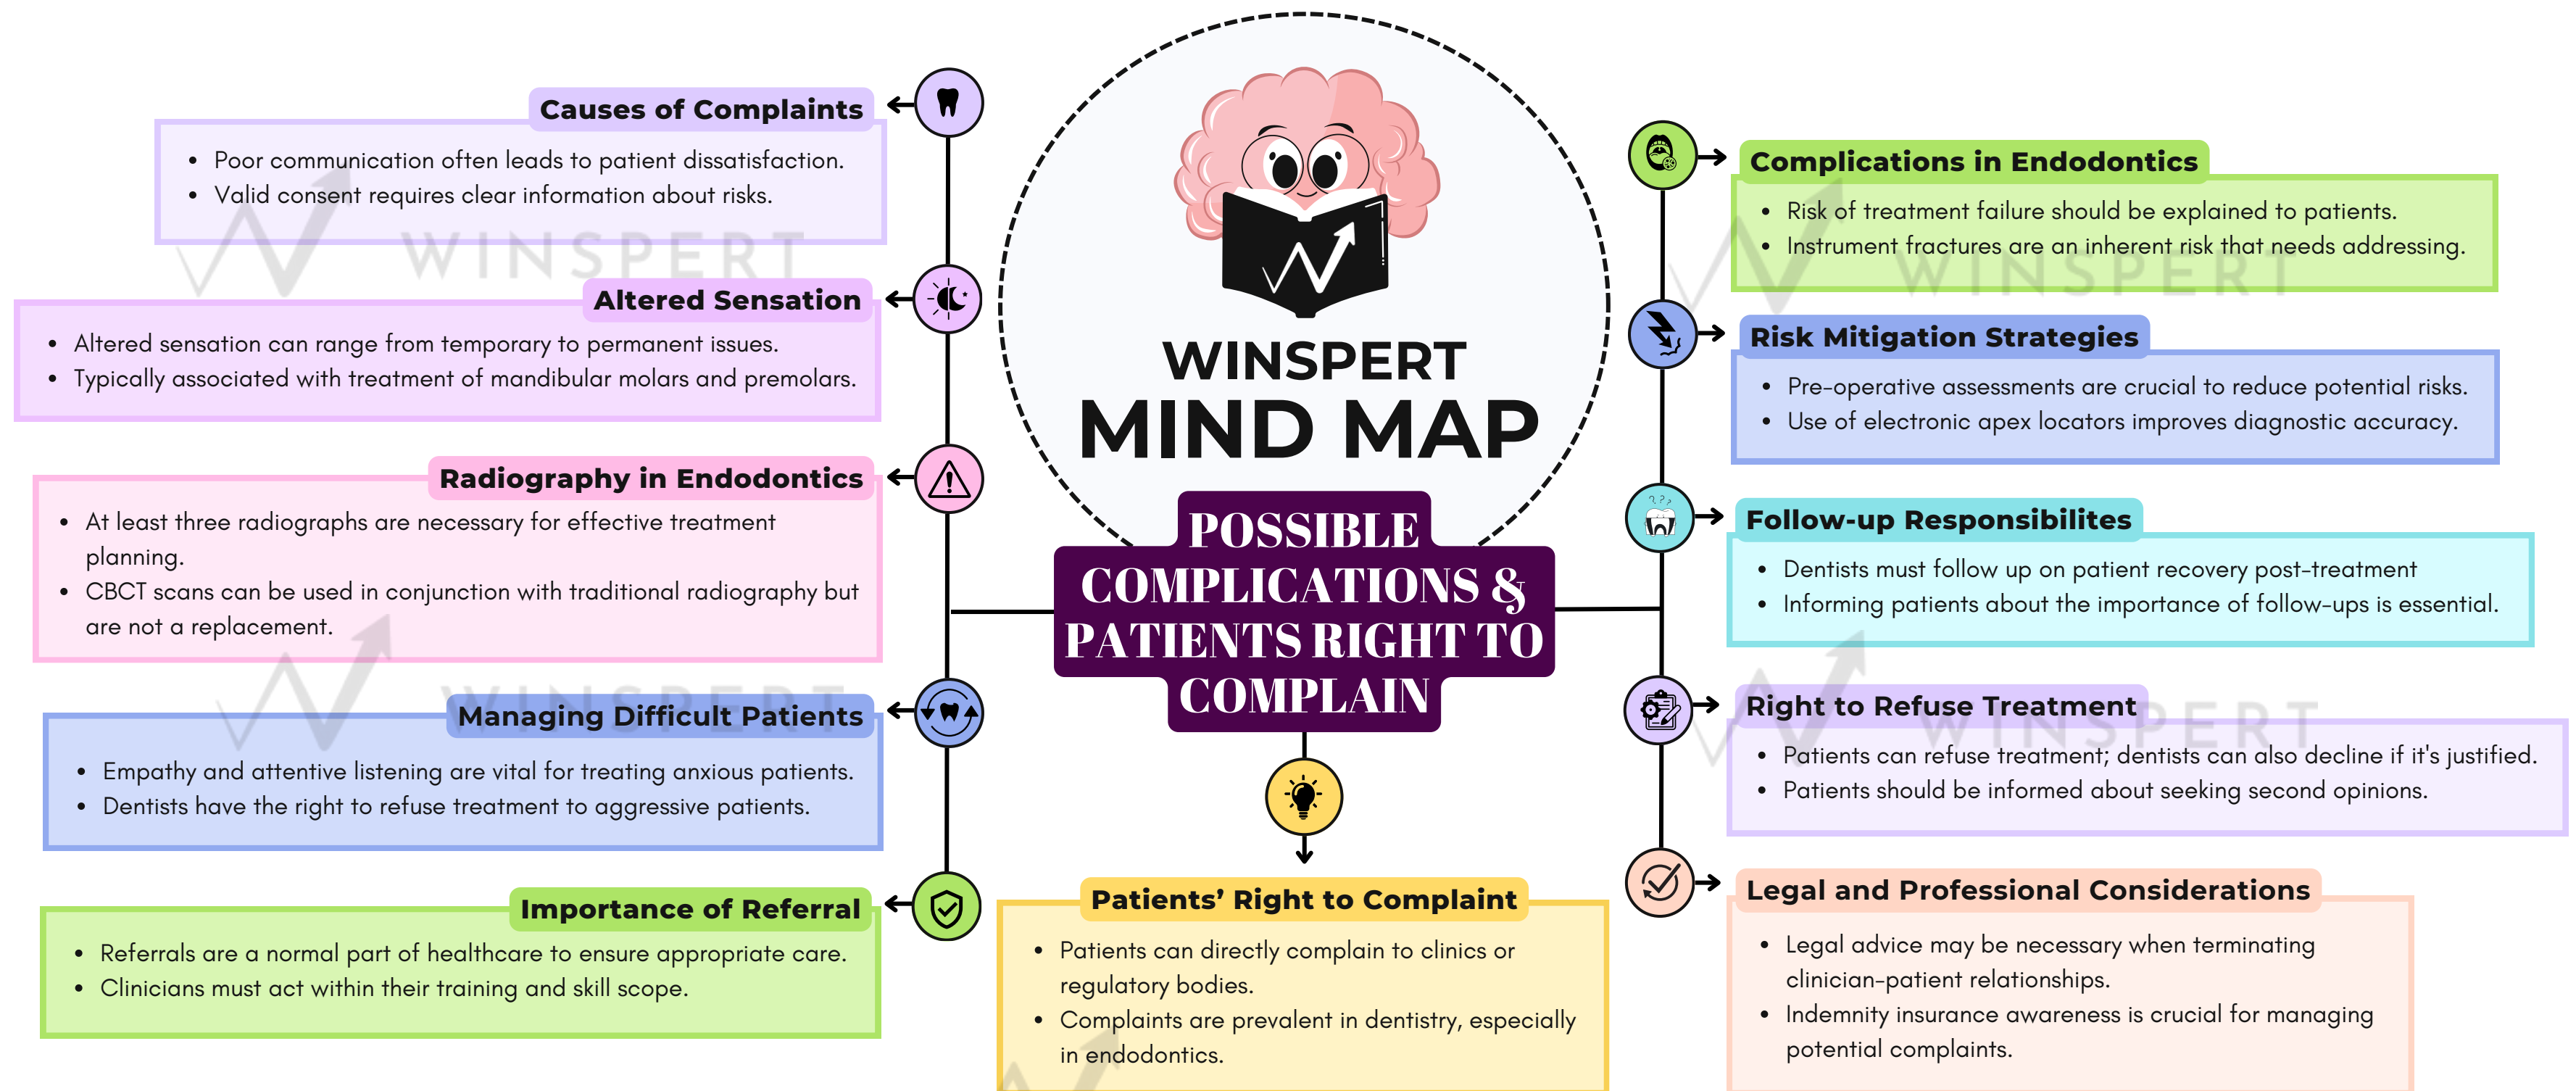 Causes of Complaints
• Poor communication often leads to patient dissatisfaction.
• Valid consent requires clear information about risks.
WINSPERT
Altered Sensation
• Altered sensation can range from temporary to permanent issues.
• Typically associated with treatment of mandibular molars and premolars.
Radiography in Endodontics
• At least three radiographs are necessary for effective treatment
planning.
• CBCT scans can be used in conjunction with traditional radiography but
are not a replacement.
WINSPERT
Managing Difficult Patients
• Empathy and attentive listening are vital for treating anxious patients.
• Dentists have the right to refuse treatment to aggressive patients.
Importance of Referral
• Referrals are a normal part of healthcare to ensure appropriate care.
• Clinicians must act within their training and skill scope.
WINSPERT
MIND MAP
POSSIBLE
COMPLICATIONS &
PATIENTS RIGHT TO
COMPLAIN
Patients' Right to Complaint
• Patients can directly complain to clinics or
regulatory bodies.
• Complaints are prevalent in dentistry, especially
in endodontics.
Complications in Endodontics
• Risk of treatment failure should be explained to patients.
• Instrument fractures are an inherent risk that needs addressing.
WINSPERT
Risk Mitigation Strategies
• Pre-operative assessments are crucial to reduce potential risks.
• Use of electronic apex locators improves diagnostic accuracy.
Follow-up Responsibilites
• Dentists must follow up on patient recovery post-treatment
• Informing patients about the importance of follow-ups is essential.
Right to Refuse Treatment
WINSPERT
• Patients can refuse treatment; dentists can also decline if it's justified.
• Patients should be informed about seeking second opinions.
Legal and Professional Considerations
• Legal advice may be necessary when terminating
clinician-patient relationships.
• Indemnity insurance awareness is crucial for managing
potential complaints.